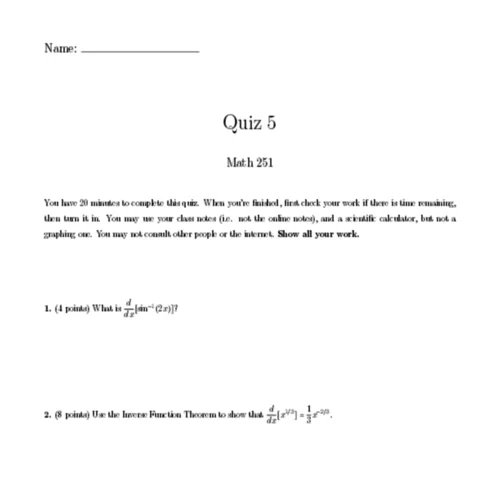 Name:
Quiz 5
Math 251
You have 20 minutes to complete this quiz. When you're finished, first check your work if there is time remaining,
then turn it in. You may use your class notes (i.e. not the online notes), and a scientific calculator, but not a
graphing one. You may not consult other people or the internet. Show all your work.
1. (4 points) What is d/dx[sin⁻¹(2x)]?
2. (8 points) Use the Inverse Function Theorem to show that d/dx[x^{1/3}] = 1/3 x^{-2/3}.